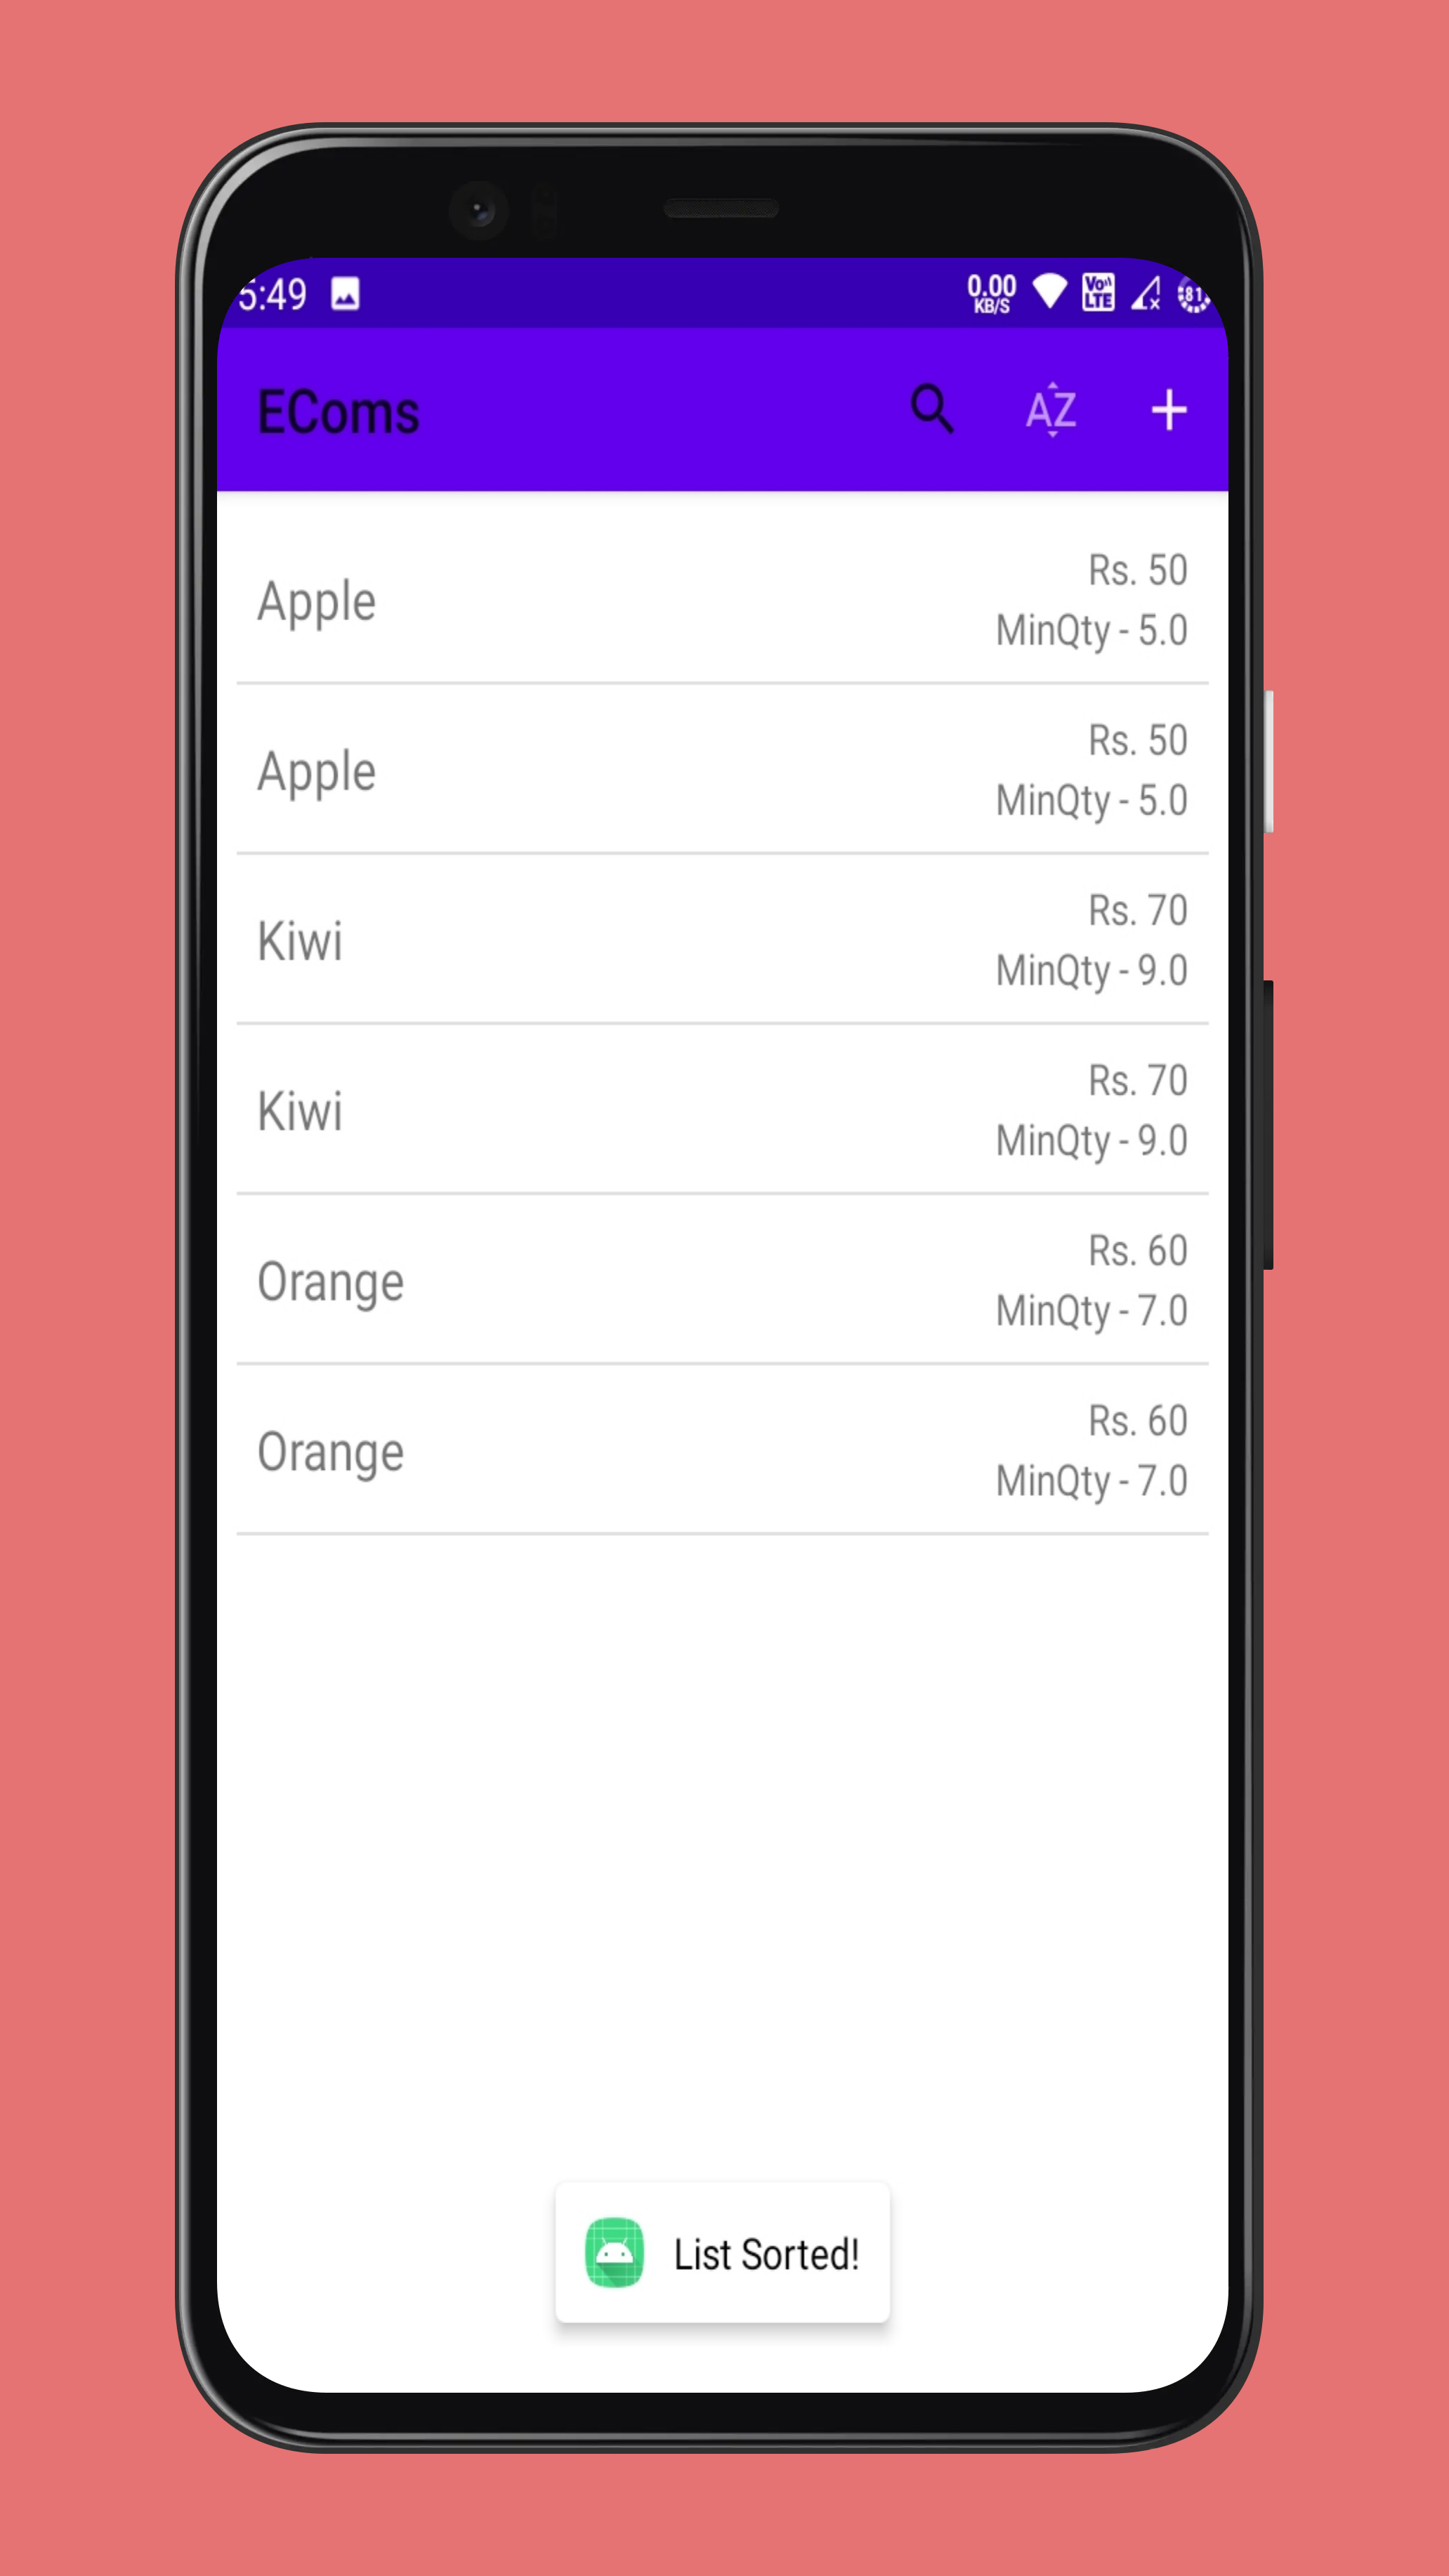 5:49 0.00 KB/S Vo LTE 81
EComs AZ
Apple
Rs. 50
MinQty - 5.0
Apple
Rs. 50
MinQty - 5.0
Kiwi
Rs. 70
MinQty - 9.0
Kiwi
Rs. 70
MinQty - 9.0
Orange
Rs. 60
MinQty - 7.0
Orange
Rs. 60
MinQty - 7.0
List Sorted!